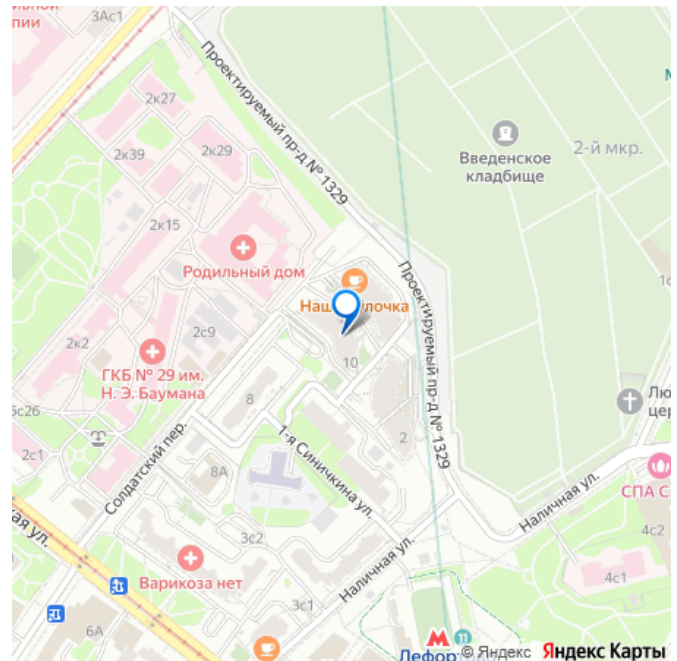 3Ас1
пии
2к27
2к39
2к29
Проектируемый пр-д № 1329
Введенское
кладбище
2-й мкр.
2к15
Родильный дом
Проектируемый пр-д № 1329
2с9
2к2
ГКБ № 29 им.
Н. Э. Баумана
10
8
2
Солдатский пер.
1-я Синичкина ул.
2с1
8А
3с2
Наличная ул.
Наличная ул.
4с2
4с1
Варикоза нет
3с1
6А
© Яндекс Яндекс Карты